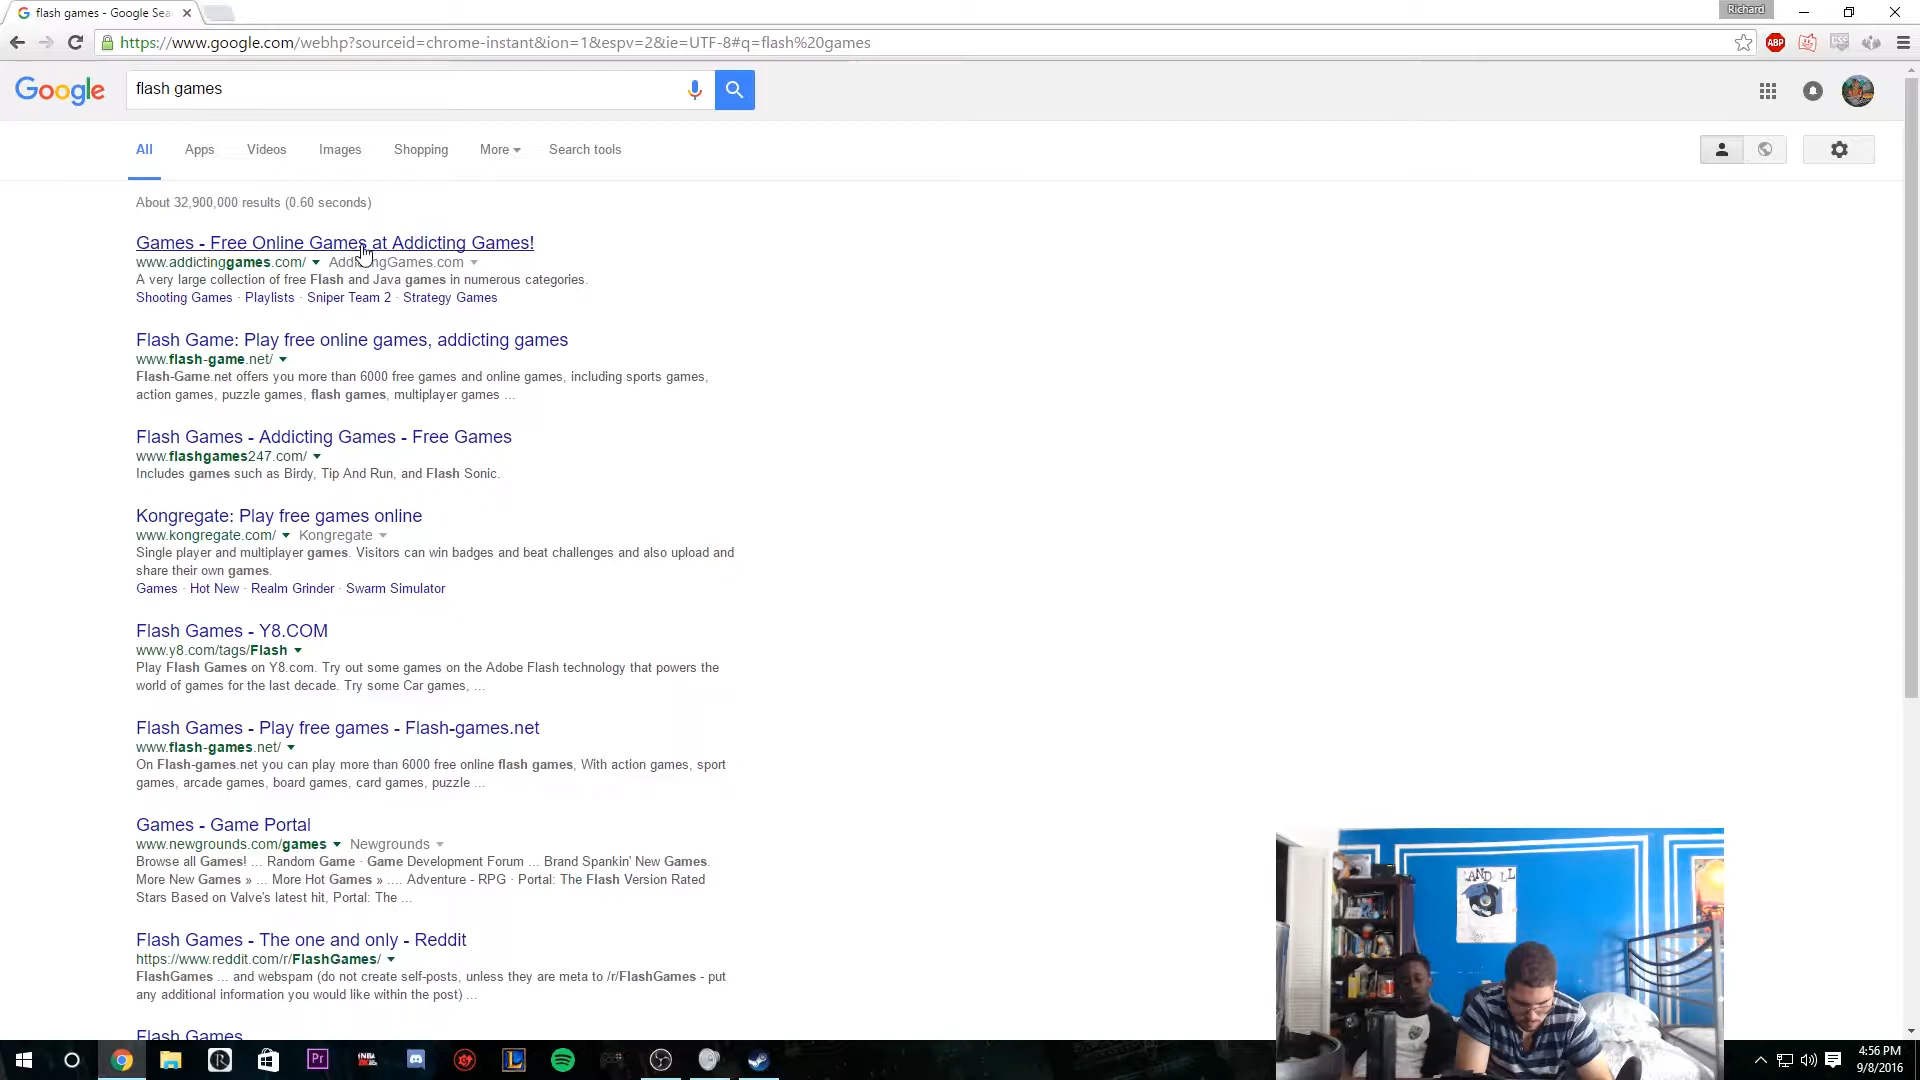 flash games - Google Sea
Richard
https://www.google.com/webhp?sourceid=chrome-instant&ion=1&espv=2&ie=UTF-8#q=flash%20games
ABP
CSS
Google
flash games
All Apps Videos Images Shopping More Search tools
About 32,900,000 results (0.60 seconds)
Games - Free Online Games at Addicting Games!
www.addictinggames.com/ AddictingGames.com
A very large collection of free Flash and Java games in numerous categories.
Shooting Games · Playlists · Sniper Team 2 · Strategy Games
Flash Game: Play free online games, addicting games
www.flash-game.net/
Flash-Game.net offers you more than 6000 free games and online games, including sports games,
action games, puzzle games, flash games, multiplayer games ...
Flash Games - Addicting Games - Free Games
www.flashgames247.com/
Includes games such as Birdy, Tip And Run, and Flash Sonic.
Kongregate: Play free games online
www.kongregate.com/ Kongregate
Single player and multiplayer games. Visitors can win badges and beat challenges and also upload and
share their own games.
Games · Hot New · Realm Grinder · Swarm Simulator
Flash Games - Y8.COM
www.y8.com/tags/Flash
Play Flash Games on Y8.com. Try out some games on the Adobe Flash technology that powers the
world of games for the last decade. Try some Car games, ...
Flash Games - Play free games - Flash-games.net
www.flash-games.net/
On Flash-games.net you can play more than 6000 free online flash games, With action games, sport
games, arcade games, board games, card games, puzzle ...
Games - Game Portal
www.newgrounds.com/games Newgrounds
Browse all Games! ... Random Game · Game Development Forum ... Brand Spankin' New Games.
More New Games » ... More Hot Games » .... Adventure - RPG · Portal: The Flash Version Rated
Stars Based on Valve's latest hit, Portal: The ...
Flash Games - The one and only - Reddit
https://www.reddit.com/r/FlashGames/
FlashGames ... and webspam (do not create self-posts, unless they are meta to /r/FlashGames - put
any additional information you would like within the post) ...
Flash Games
Pr
4:56 PM
9/8/2016